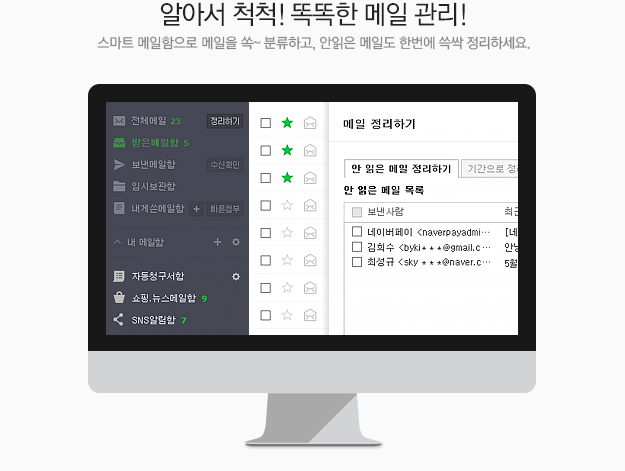 알아서 척척! 똑똑한 메일 관리!
스마트 메일함으로 메일을 쏙~ 분류하고, 안읽은 메일도 한번에 쓱싹 정리하세요.
전체메일 23 정리하기
받은메일함 5
보낸메일함 수신확인
임시보관함
내게쓴메일함 + 빠른첨부
내 메일함 +
자동청구서함
쇼핑,뉴스메일함 9
SNS알림함 7
메일 정리하기
안 읽은 메일 정리하기 기간으로 정
안 읽은 메일 목록
보낸사람 최근
네이버페이 <naverpayadmi··· [네
김희수 <byki***@gmail.c··· 안녕
최성규 <sky ***@naver.c··· 5월